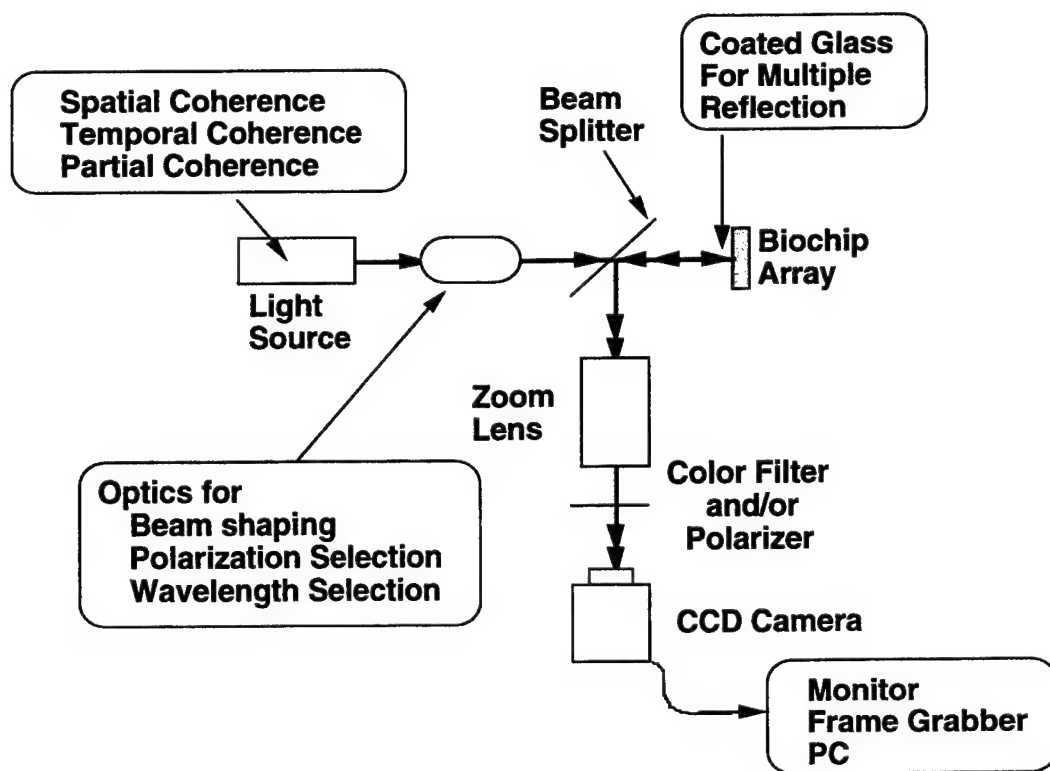 Coated Glass
For Multiple
Reflection
Spatial Coherence
Temporal Coherence
Partial Coherence
Beam
Splitter
Biochip
Array
Light
Source
Zoom
Lens
Color Filter
and/or
Polarizer
Optics for
Beam shaping
Polarization Selection
Wavelength Selection
CCD Camera
Monitor
Frame Grabber
PC